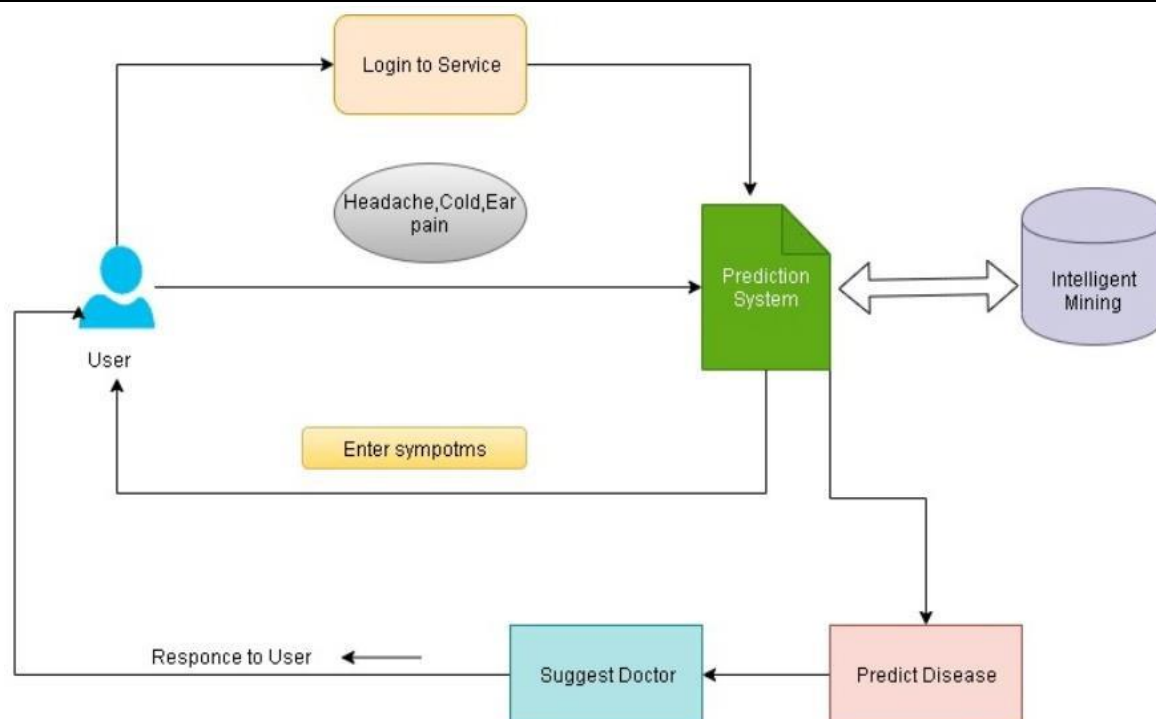 Login to Service
Headache,Cold,Ear
pain
Prediction
System
Intelligent
Mining
User
Enter sympotms
Responce to User
Suggest Doctor
Predict Disease